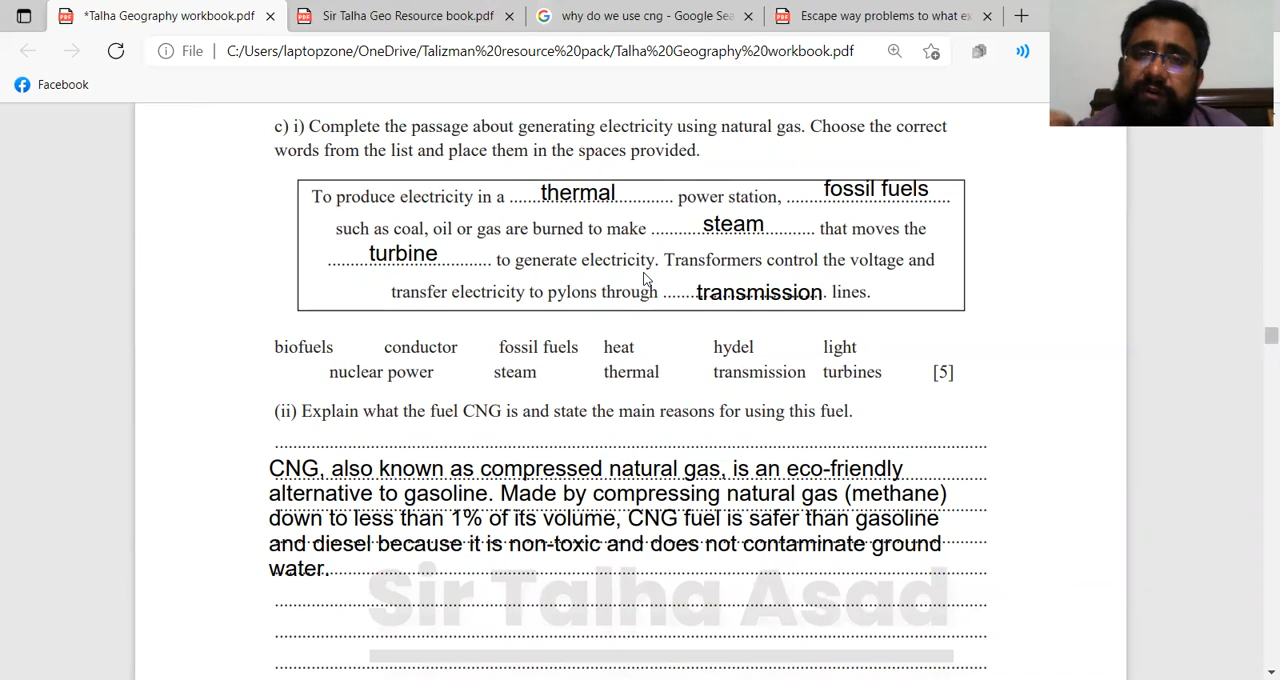 *Talha Geography workbook.pdf
Sir Talha Geo Resource book.pdf
why do we use cng - Google Sea
Escape way problems to what ex
File C:/Users/laptopzone/OneDrive/Talizman%20resource%20pack/Talha%20Geography%20workbook.pdf
Facebook
c) i) Complete the passage about generating electricity using natural gas. Choose the correct
words from the list and place them in the spaces provided.
To produce electricity in a ...thermal... power station, ...fossil fuels...
such as coal, oil or gas are burned to make ...steam... that moves the
...turbine... to generate electricity. Transformers control the voltage and
transfer electricity to pylons through ...transmission... lines.
biofuels conductor fossil fuels heat hydel light
nuclear power steam thermal transmission turbines [5]
(ii) Explain what the fuel CNG is and state the main reasons for using this fuel.
CNG, also known as compressed natural gas, is an eco-friendly
alternative to gasoline. Made by compressing natural gas (methane)
down to less than 1% of its volume, CNG fuel is safer than gasoline
and diesel because it is non-toxic and does not contaminate ground
water.
Sir Talha Asad